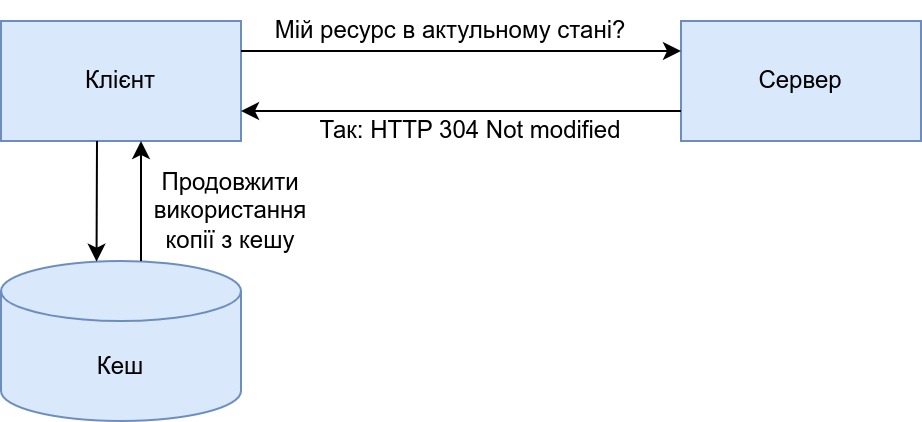 Мій ресурс в актульному стані?
Клієнт
Сервер
Так: HTTP 304 Not modified
Продовжити
використання
копії з кешу
Кеш